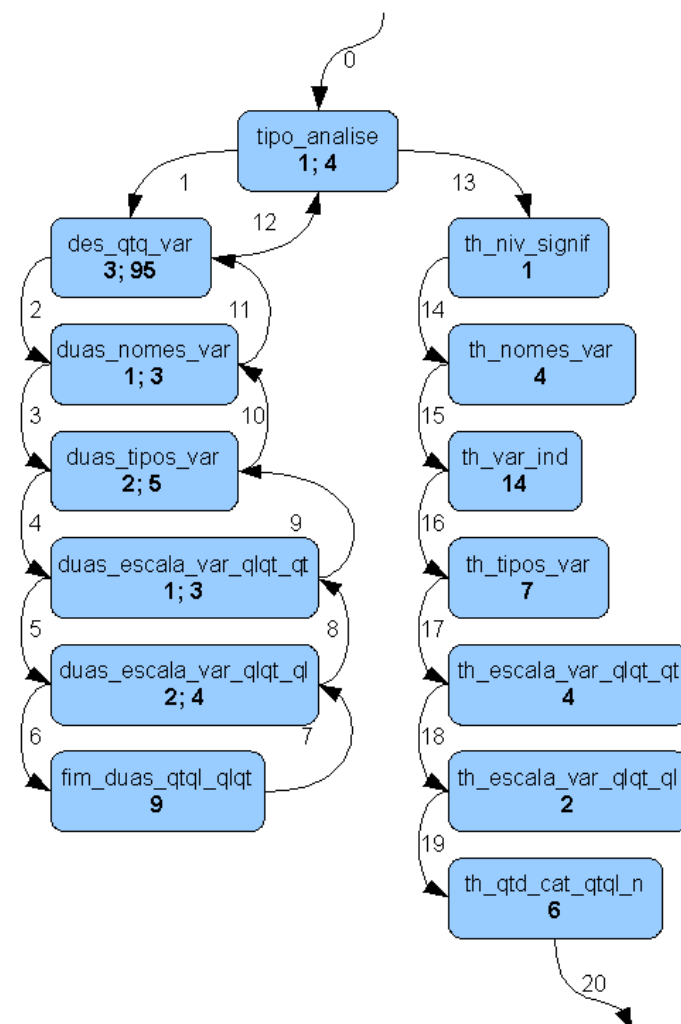 0
tipo_analise
1; 4
1
13
12
des_qtq_var
3; 95
th_niv_signif
1
2
11
14
duas_nomes_var
1; 3
th_nomes_var
4
3
10
15
duas_tipos_var
2; 5
th_var_ind
14
4
9
16
duas_escala_var_qlqt_qt
1; 3
th_tipos_var
7
5
8
17
duas_escala_var_qlqt_ql
2; 4
th_escala_var_qlqt_qt
4
6
7
18
fim_duas_qtql_qlqt
9
th_escala_var_qlqt_ql
2
19
th_qtd_cat_qtql_n
6
20